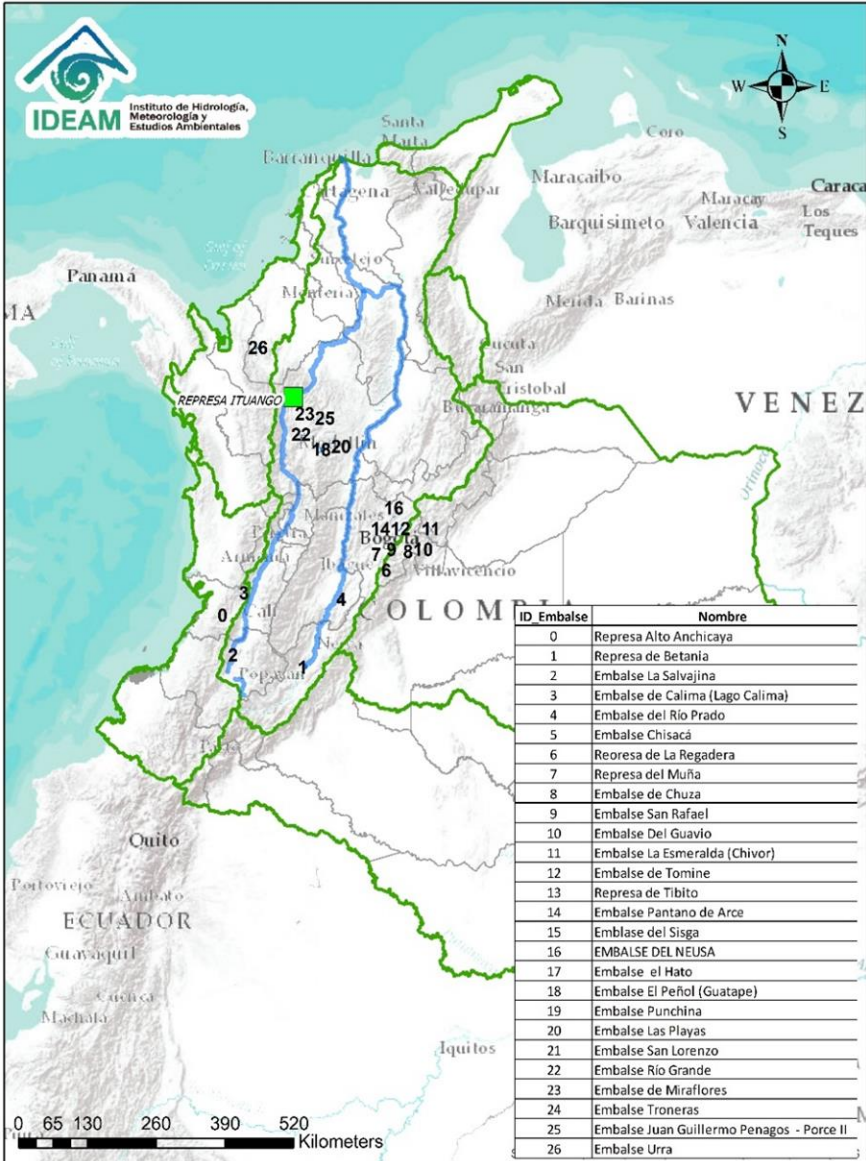 IDEAM
Instituto de Hidrología,
Meteorología y
Estudios Ambientales
N
W E
S
Santa
Marta
Barranquilla
Valledupar
Maracaibo
Coro
Caraca
Maracay
Los
Teques
Barquisimeto Valencia
Panamá
MA
Montería
Merida Barinas
26
San
REPRESA ITUANGO
23 25
22
18 20
Bucaramanga
VENEZ
Orinoco
16
Manizales
14 12 11
Bogotá
7 9 8 10
6
Villavicencio
3
0
Cali
4
COLOMBIA
2
1
Popayán
Quito
Portoviejo
Ambato
ECUADOR
Guayaquil
Cuenca
Machala
Iquitos
0 65 130 260 390 520
Kilometers
ID_Embalse Nombre
0 Represa Alto Anchicaya
1 Represa de Betania
2 Embalse La Salvajina
3 Embalse de Calima (Lago Calima)
4 Embalse del Río Prado
5 Embalse Chisacá
6 Reoresa de La Regadera
7 Represa del Muña
8 Embalse de Chuza
9 Embalse San Rafael
10 Embalse Del Guavio
11 Embalse La Esmeralda (Chivor)
12 Embalse de Tomine
13 Represa de Tibito
14 Embalse Pantano de Arce
15 Emblase del Sisga
16 EMBALSE DEL NEUSA
17 Embalse el Hato
18 Embalse El Peñol (Guatape)
19 Embalse Punchina
20 Embalse Las Playas
21 Embalse San Lorenzo
22 Embalse Río Grande
23 Embalse de Miraflores
24 Embalse Troneras
25 Embalse Juan Guillermo Penagos - Porce II
26 Embalse Urra